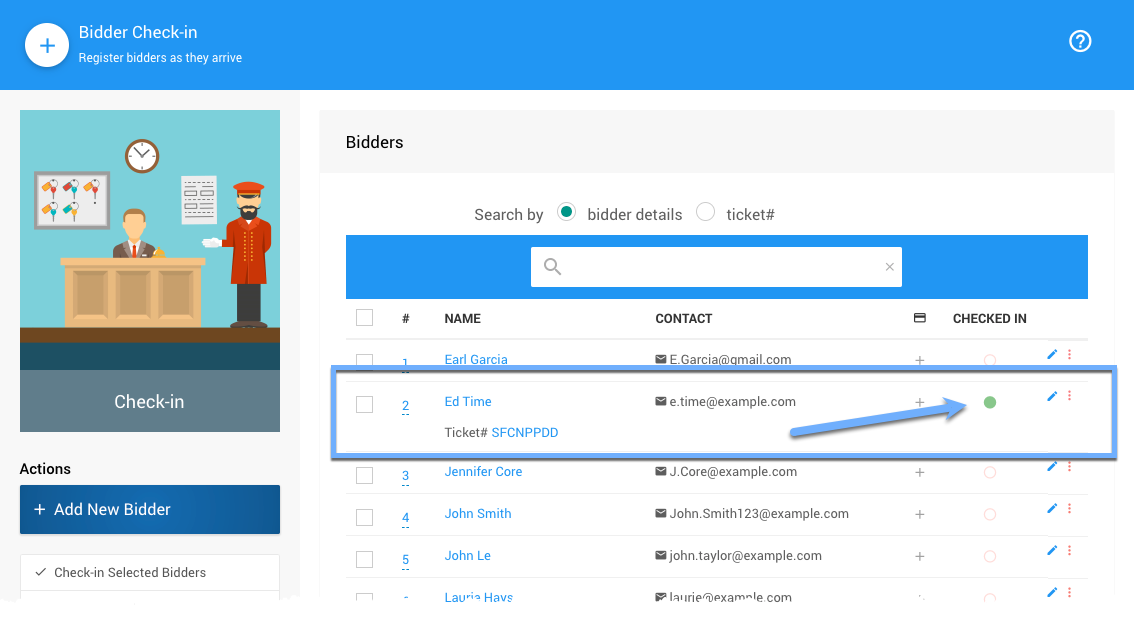 Bidder Check-in
Register bidders as they arrive
Check-in
Actions
+ Add New Bidder
Check-in Selected Bidders
Bidders
Search by bidder details ticket#
# NAME CONTACT CHECKED IN
1 Earl Garcia E.Garcia@gmail.com
2 Ed Time e.time@example.com
Ticket# SFCNPPDD
3 Jennifer Core J.Core@example.com
4 John Smith John.Smith123@example.com
5 John Le john.taylor@example.com
Lauria Hays laurie@example.com